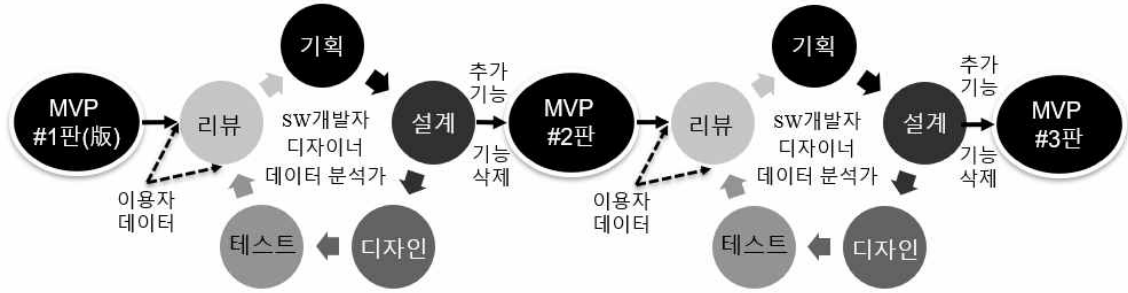 MVP
#1판(版)
이용자
데이터
리뷰
기획
설계
디자인
테스트
SW개발자
디자이너
데이터 분석가
추가
기능
기능
삭제
MVP
#2판
이용자
데이터
리뷰
기획
설계
디자인
테스트
SW개발자
디자이너
데이터 분석가
추가
기능
기능
삭제
MVP
#3판